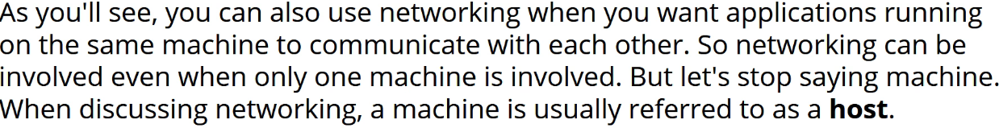 As you'll see, you can also use networking when you want applications running
on the same machine to communicate with each other. So networking can be
involved even when only one machine is involved. But let's stop saying machine.
When discussing networking, a machine is usually referred to as a host.